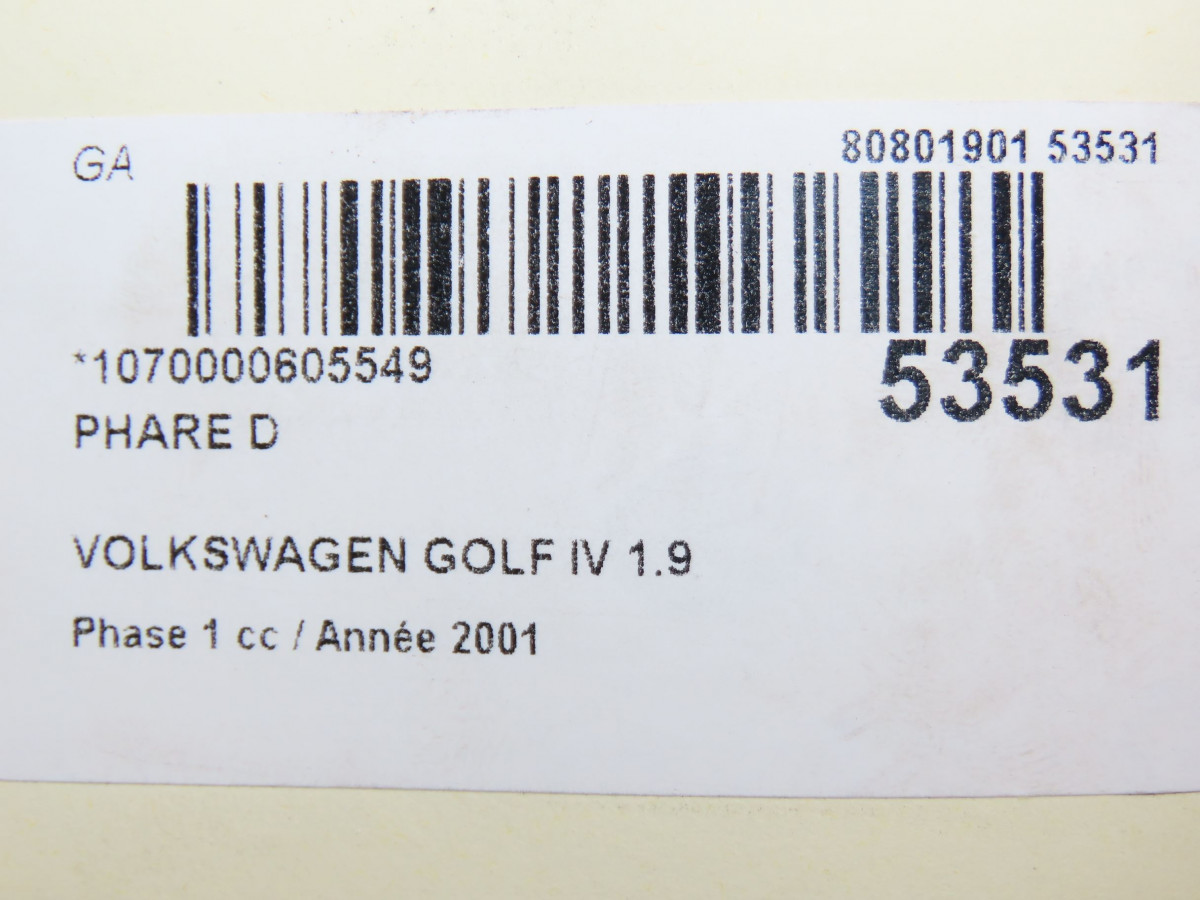 GA
80801901 53531
*1070000605549
53531
PHARE D
VOLKSWAGEN GOLF IV 1.9
Phase 1 cc / Année 2001